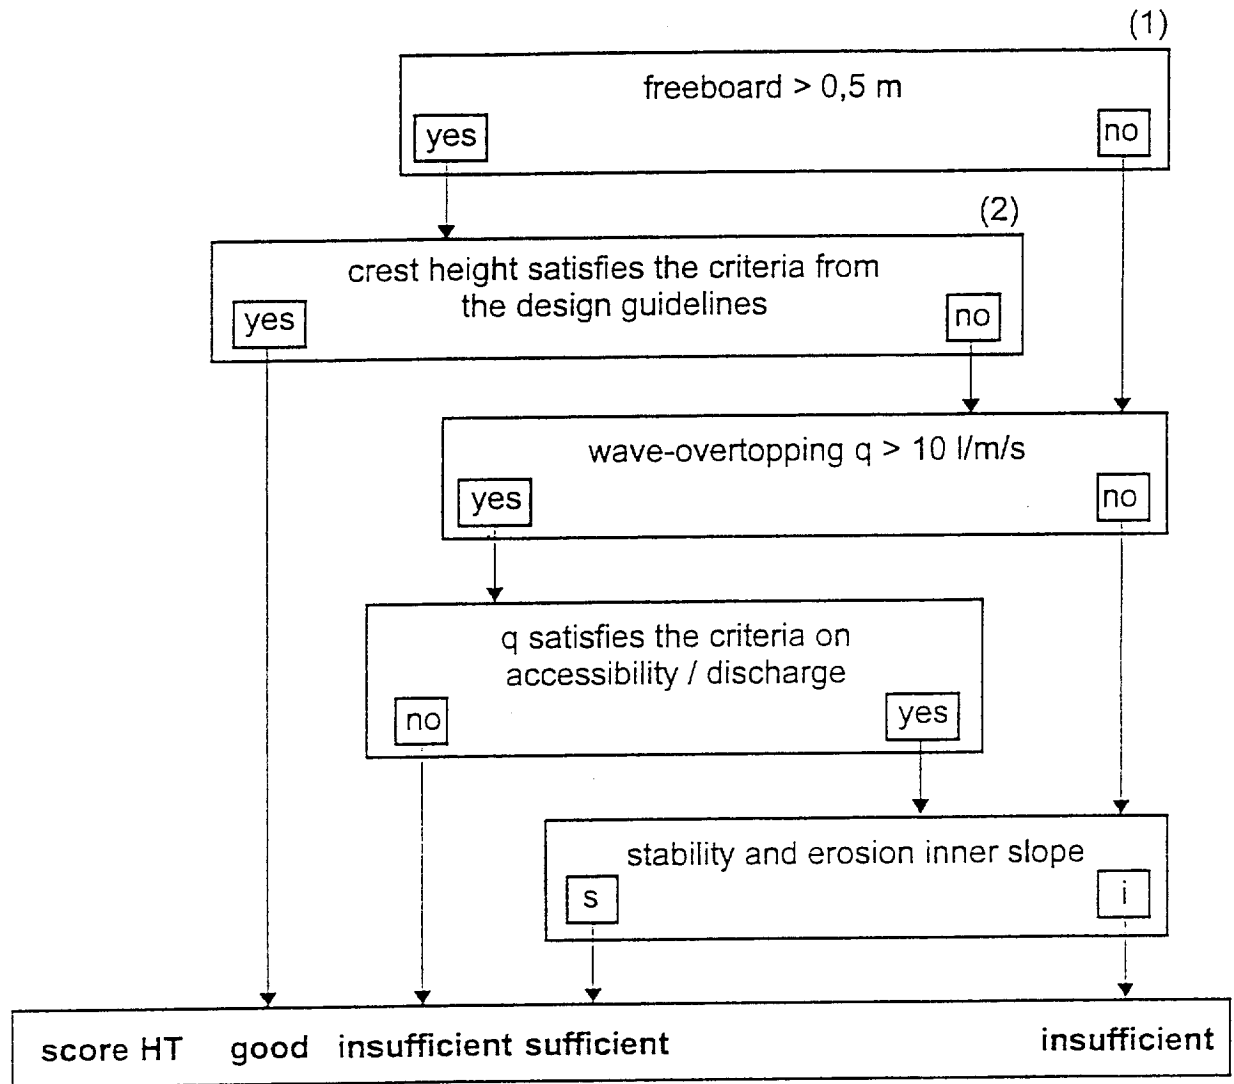 (1)
freeboard > 0,5 m
yes
no
(2)
crest height satisfies the criteria from
the design guidelines
yes
no
wave-overtopping q > 10 l/m/s
yes
no
q satisfies the criteria on
accessibility / discharge
no
yes
stability and erosion inner slope
s
i
score HT good insufficient sufficient insufficient